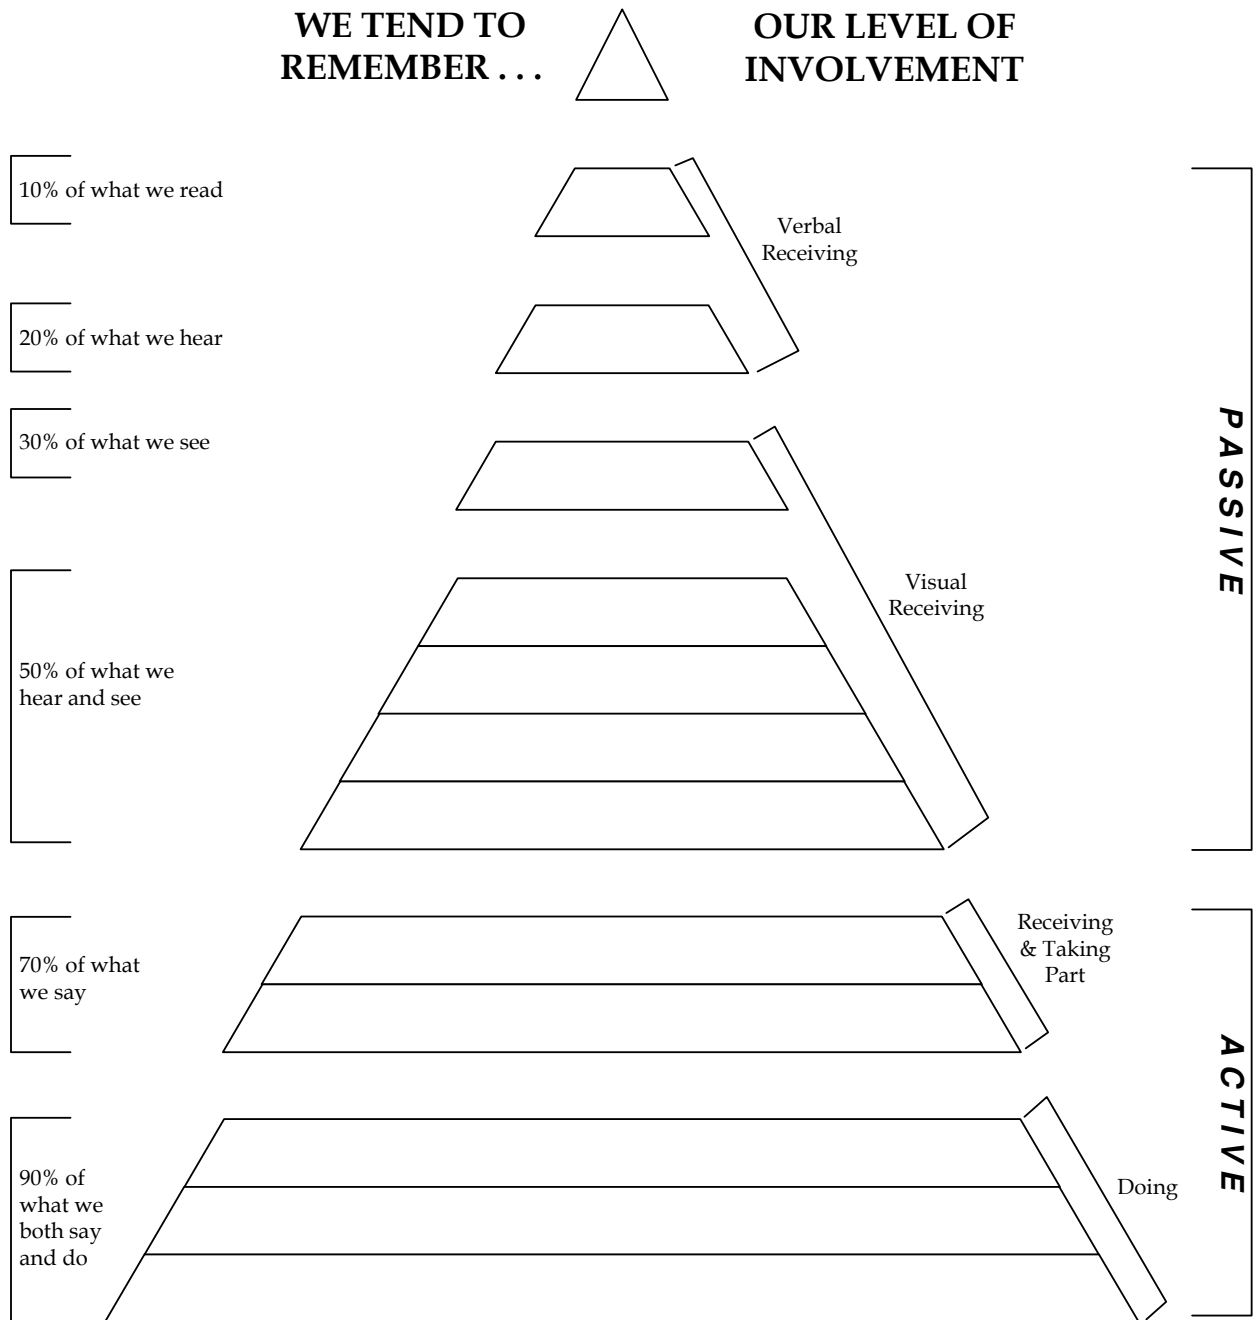 WE TEND TO
REMEMBER . . .
OUR LEVEL OF
INVOLVEMENT
10% of what we read
Verbal
Receiving
20% of what we hear
30% of what we see
PASSIVE
Visual
Receiving
50% of what we
hear and see
70% of what
we say
Receiving
& Taking
Part
ACTIVE
90% of
what we
both say
and do
Doing